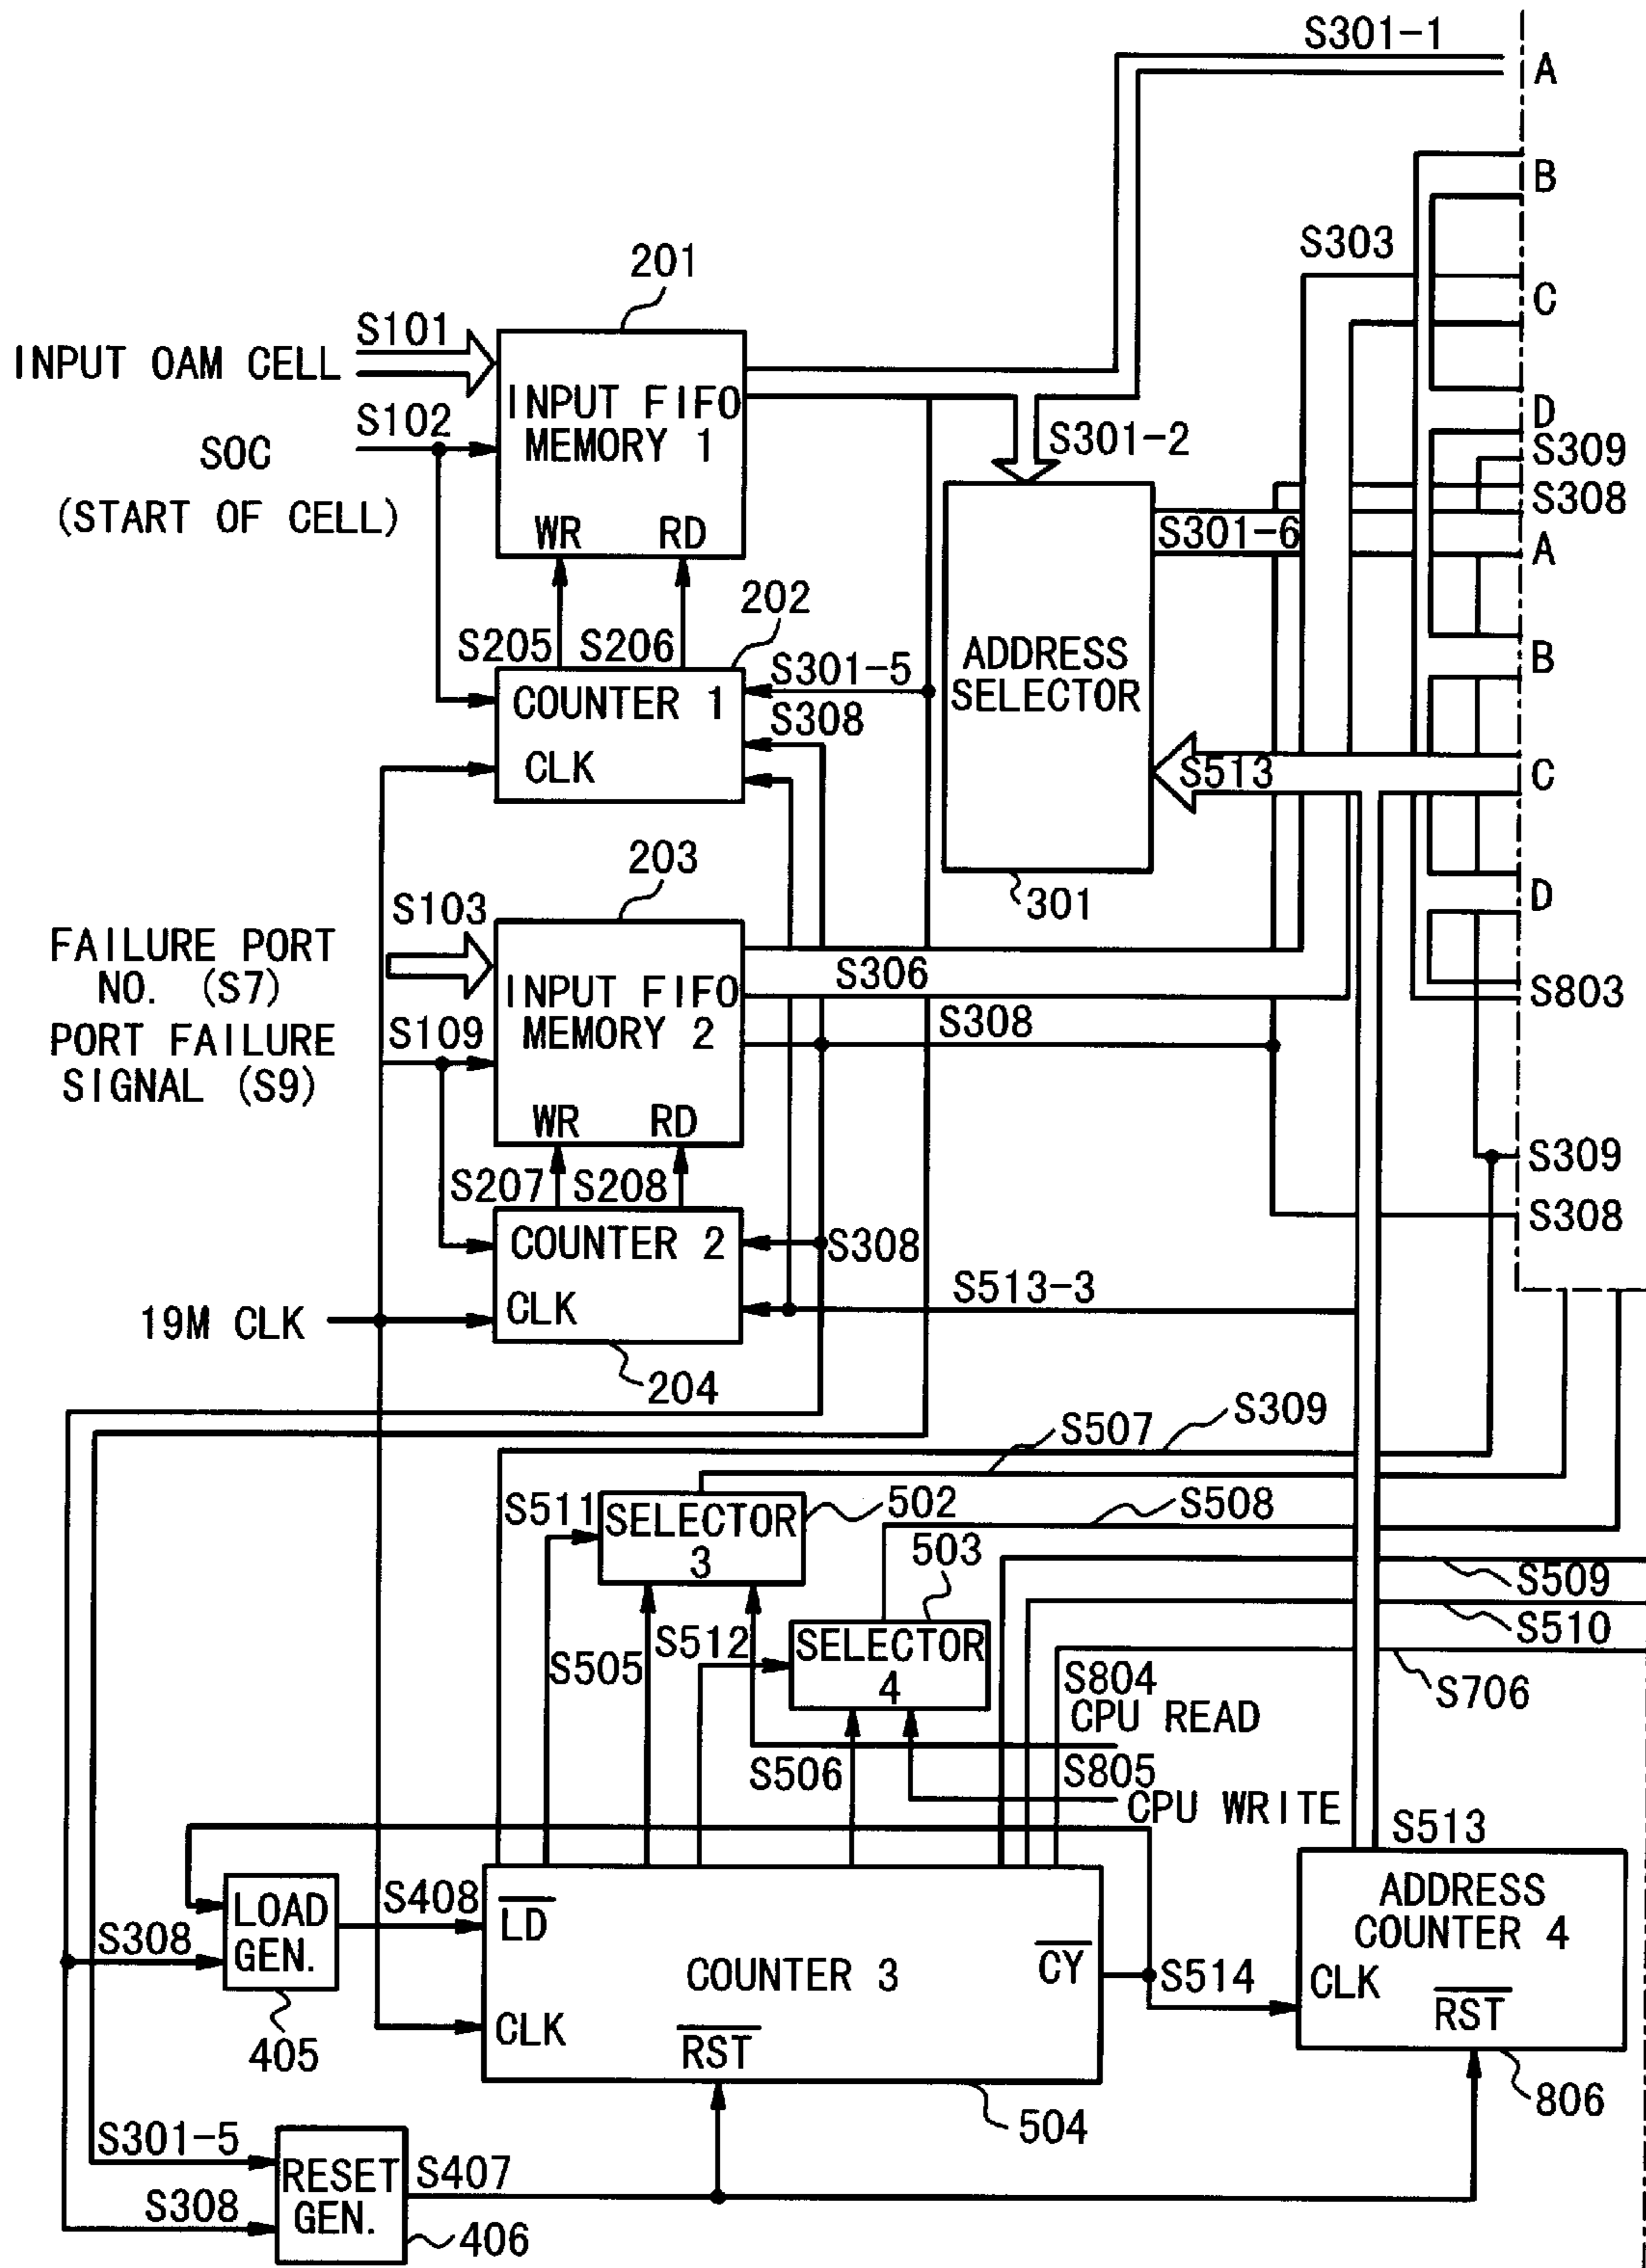 S301-1
A
B
S303
C
201
S101
INPUT OAM CELL
INPUT FIFO
MEMORY 1
S102
SOC
(START OF CELL)
WR
RD
S301-2
D
S309
S308
S301-6
A
202
S205
S206
S301-5
COUNTER 1
S308
CLK
ADDRESS
SELECTOR
B
S513
C
203
301
D
S103
FAILURE PORT
NO. (S7)
PORT FAILURE
SIGNAL (S9)
S109
INPUT FIFO
MEMORY 2
S306
S308
S803
WR
RD
S207
S208
S309
S308
COUNTER 2
S308
CLK
S513-3
19M CLK
204
S507
S309
S511
SELECTOR
3
502
S508
503
S509
S510
S505
S512
SELECTOR
4
S804
CPU READ
S706
S506
S805
CPU WRITE
S513
LOAD
GEN.
S408
S308
LD
COUNTER 3
CY
S514
ADDRESS
COUNTER 4
CLK
RST
405
CLK
RST
504
806
S301-5
S308
RESET
GEN.
S407
406